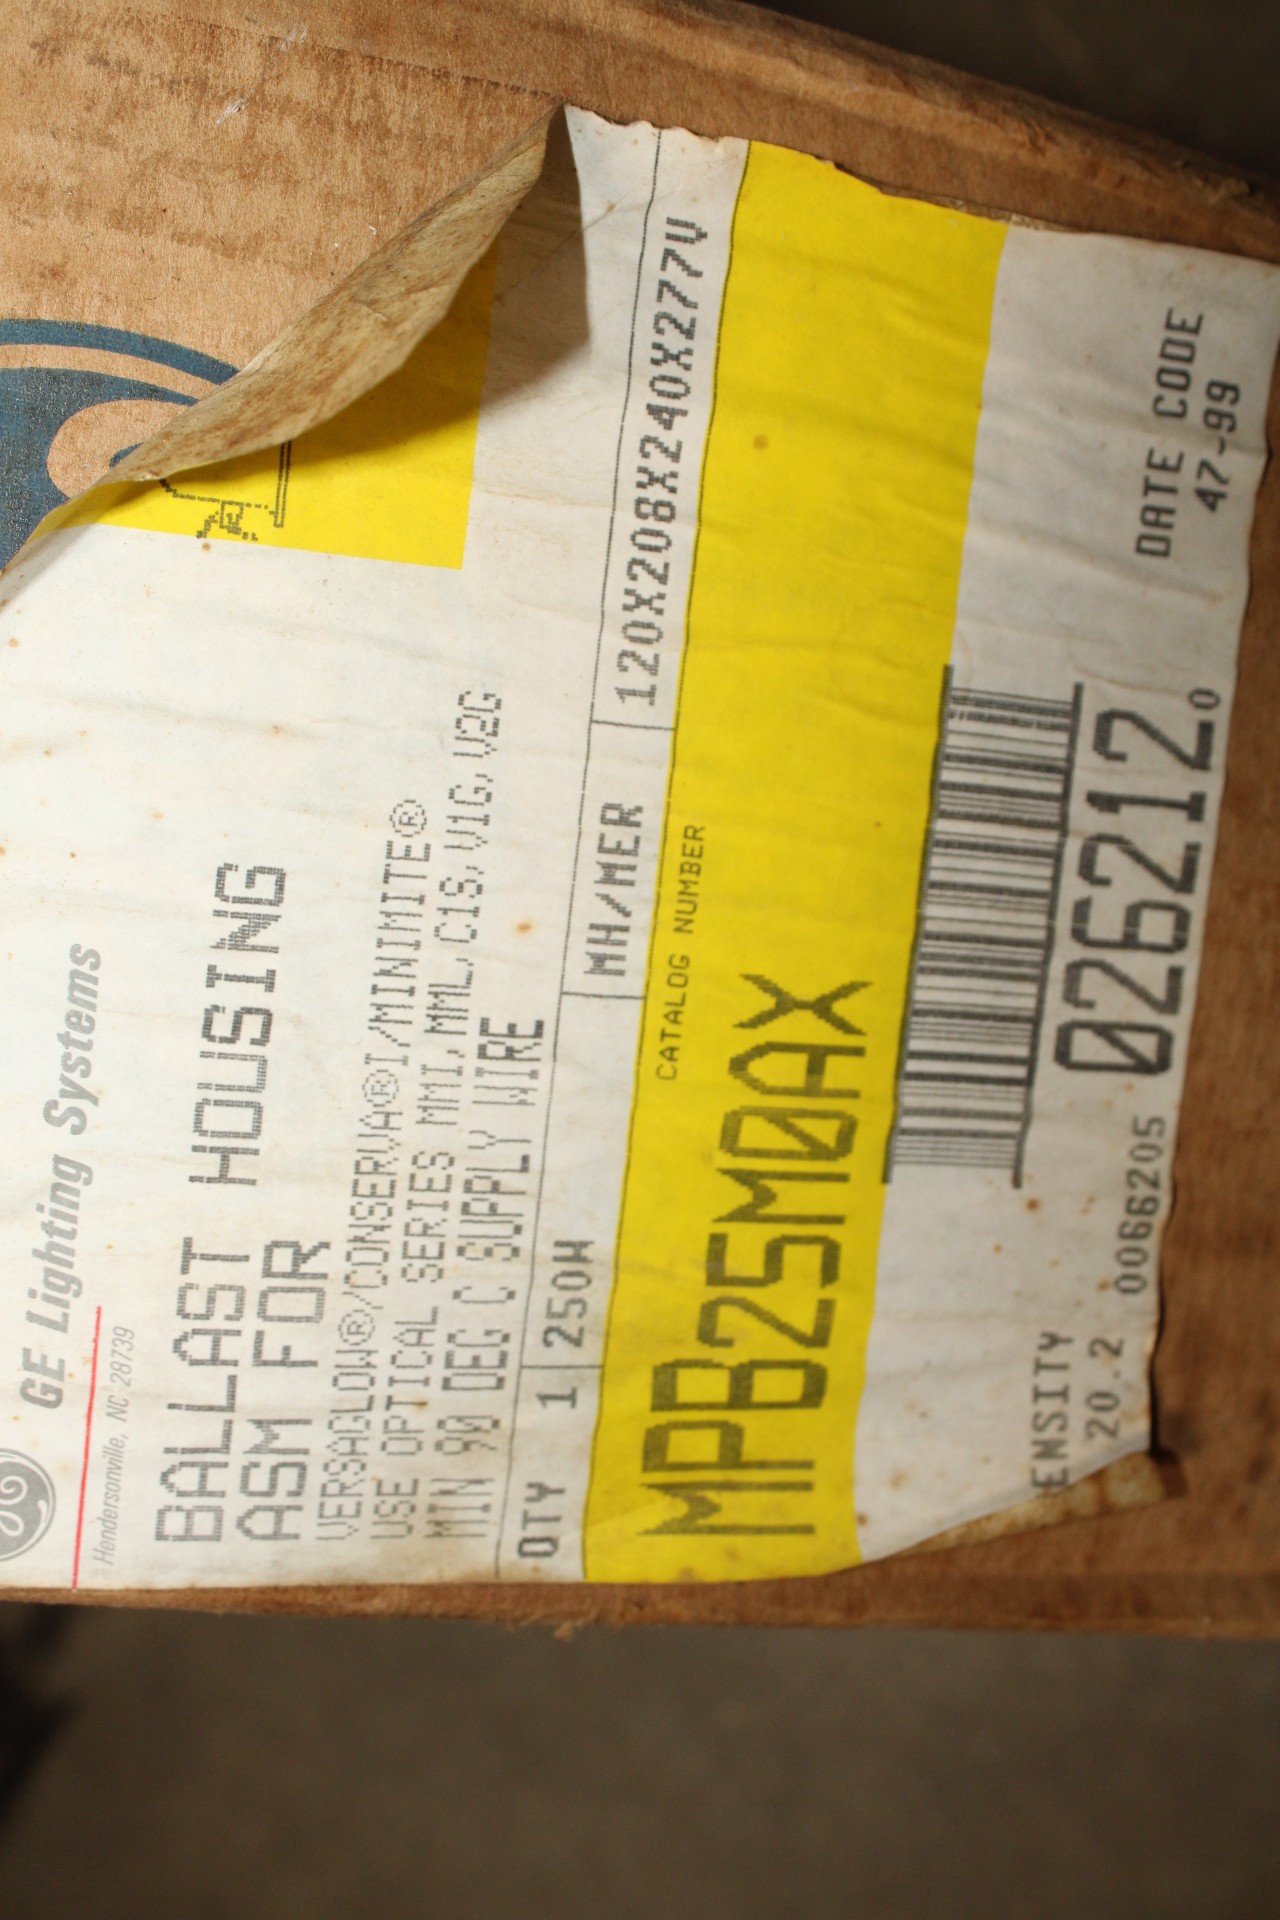 GE Lighting Systems
Hendersonville, NC 28739
BALLAST HOUSING
ASM FOR
VERSAGLOW®/CONSERVA®I/MINIMITE®
USE OPTICAL SERIES MMI, MML, C1S, V1G, V2G
MIN 90 DEG C SUPPLY WIRE
QTY 1 250W MH/MER 120X208X240X277V
CATALOG NUMBER
MPB25M0AX
026212 0
ENSITY
20.2 0066205
DATE CODE
47-99